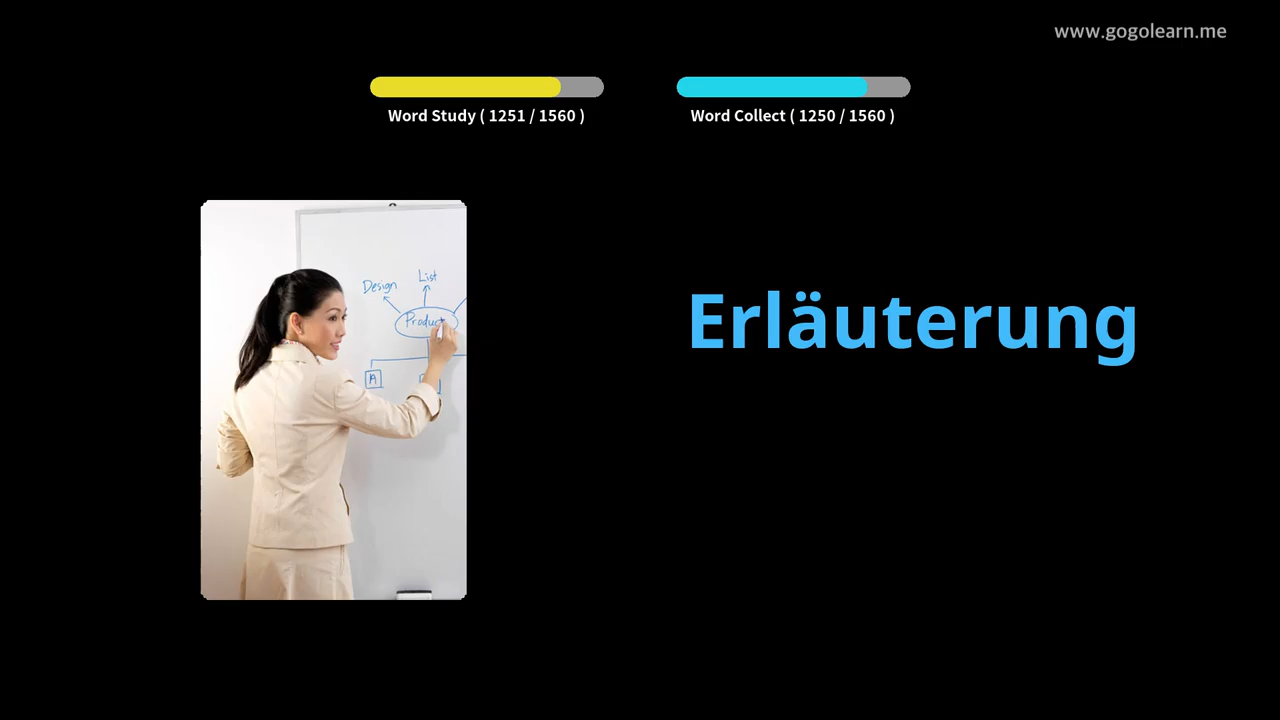 www.gogolearn.me
Word Study ( 1251 / 1560 )
Word Collect ( 1250 / 1560 )
Erläuterung
List
Design
Product
A